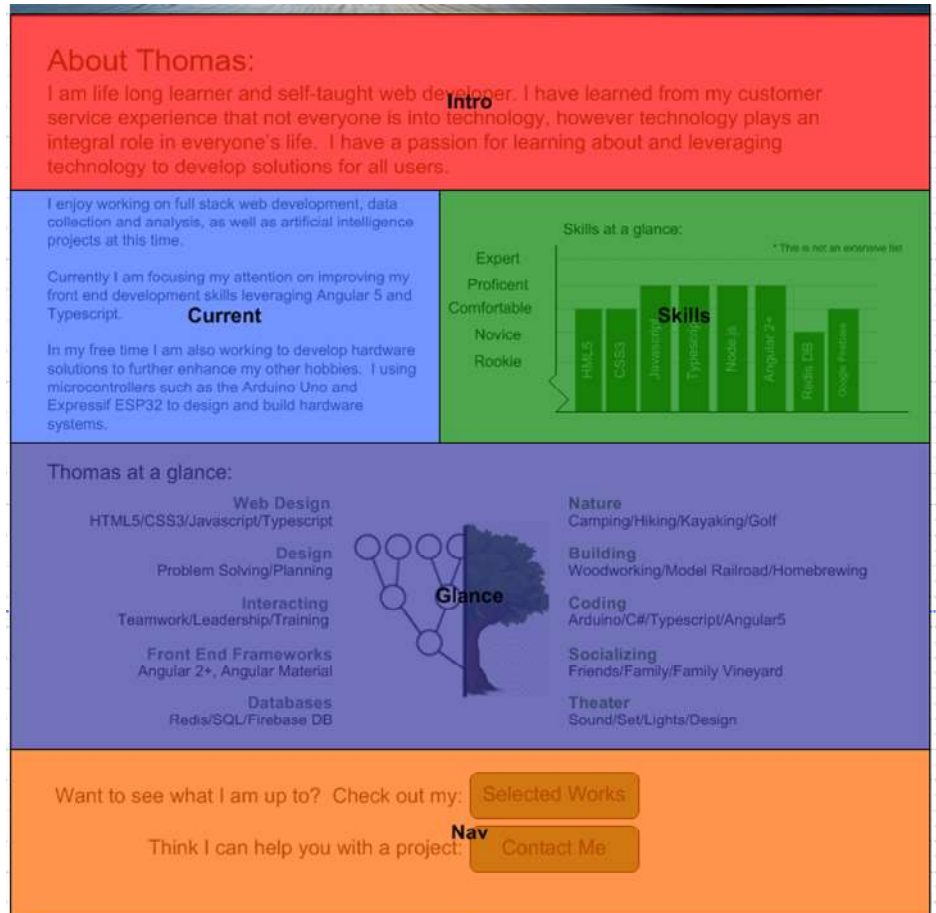 About Thomas:
I am life long learner and self-taught web developer. I have learned from my customer
service experience that not everyone is into technology, however technology plays an
integral role in everyone's life. I have a passion for learning about and leveraging
technology to develop solutions for all users.
Intro
I enjoy working on full stack web development, data
collection and analysis, as well as artificial intelligence
projects at this time.
Currently I am focusing my attention on improving my
front end development skills leveraging Angular 5 and
Typescript.
Current
In my free time I am also working to develop hardware
solutions to further enhance my other hobbies. I using
microcontrollers such as the Arduino Uno and
Expressif ESP32 to design and build hardware
systems.
Skills at a glance:
* This is not an extensive list
Expert
Proficent
Comfortable
Novice
Rookie
Skills
HTML5
CSS3
Javascript
Typescript
Node.js
Angular 2+
Redis DB
Google Firebase
Thomas at a glance:
Web Design
HTML5/CSS3/Javascript/Typescript
Design
Problem Solving/Planning
Interacting
Teamwork/Leadership/Training
Front End Frameworks
Angular 2+, Angular Material
Databases
Redis/SQL/Firebase DB
Glance
Nature
Camping/Hiking/Kayaking/Golf
Building
Woodworking/Model Railroad/Homebrewing
Coding
Arduino/C#/Typescript/Angular5
Socializing
Friends/Family/Family Vineyard
Theater
Sound/Set/Lights/Design
Want to see what I am up to? Check out my: Selected Works
Nav
Think I can help you with a project: Contact Me